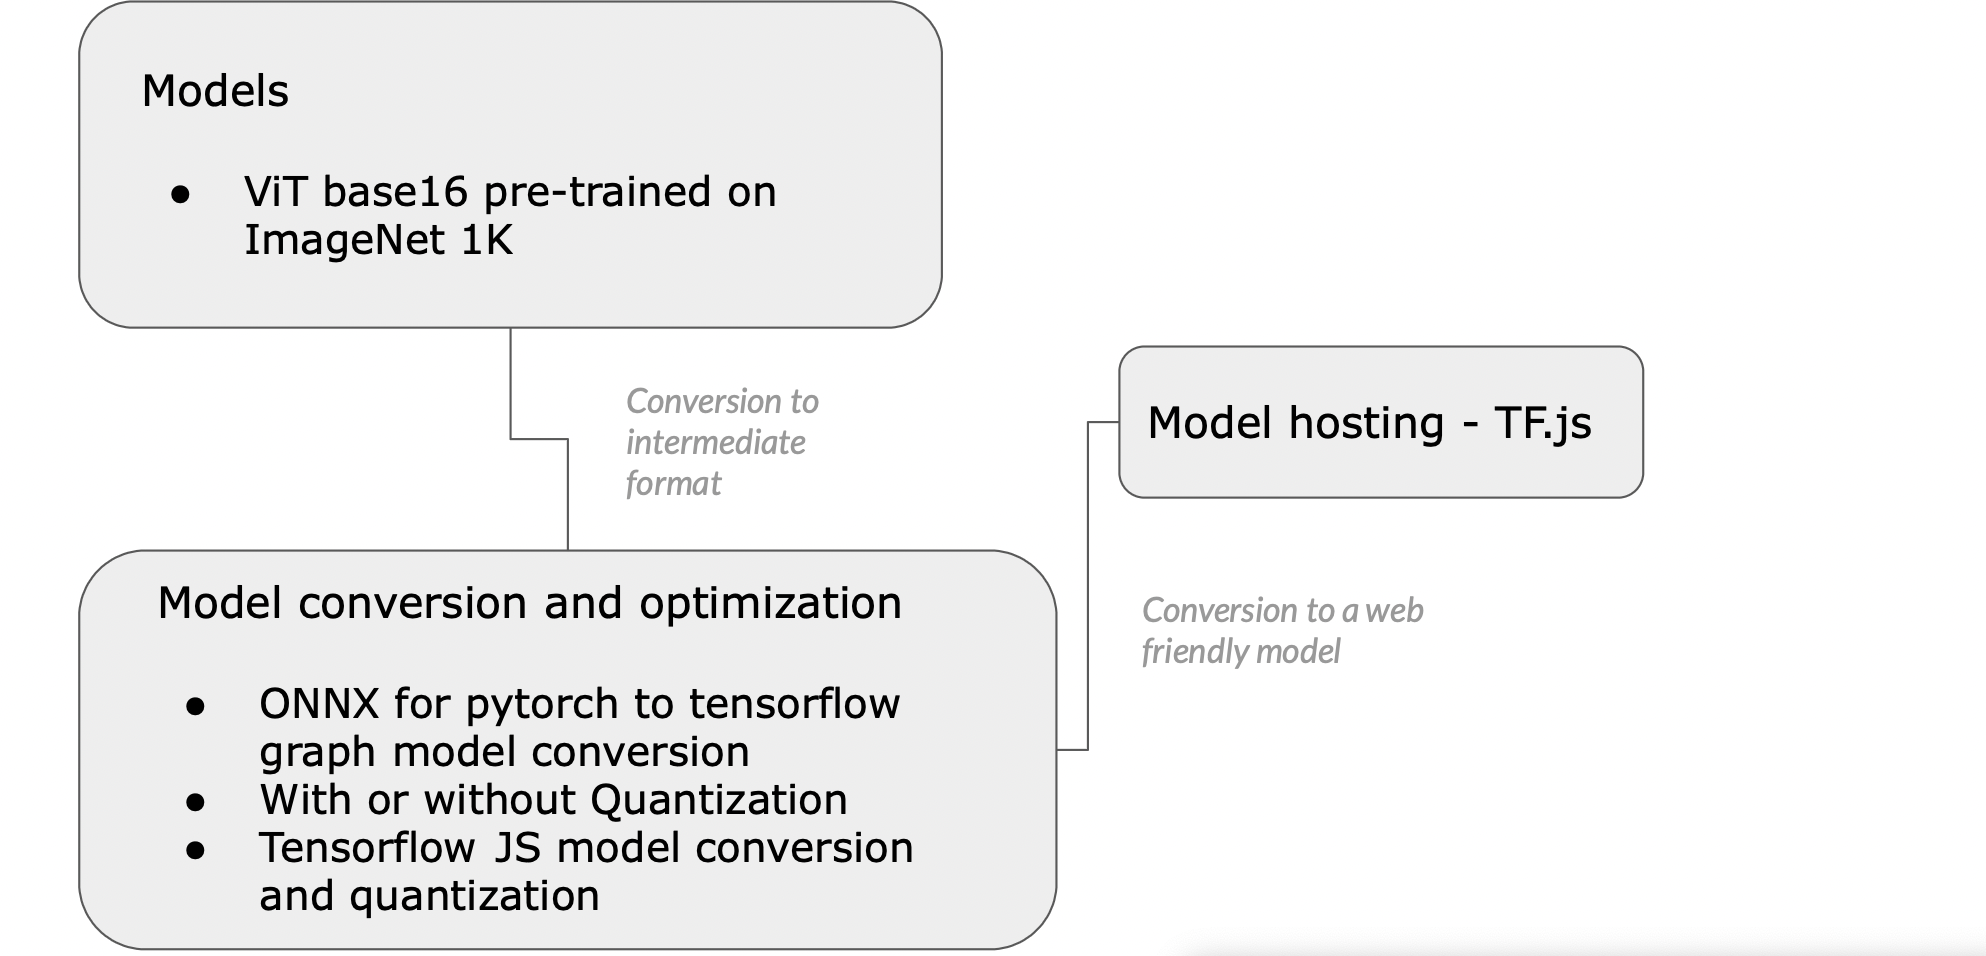 Models
● ViT base16 pre-trained on
ImageNet 1K
Conversion to
intermediate
format
Model conversion and optimization
● ONNX for pytorch to tensorflow
graph model conversion
● With or without Quantization
● Tensorflow JS model conversion
and quantization
Model hosting - TF.js
Conversion to a web
friendly model